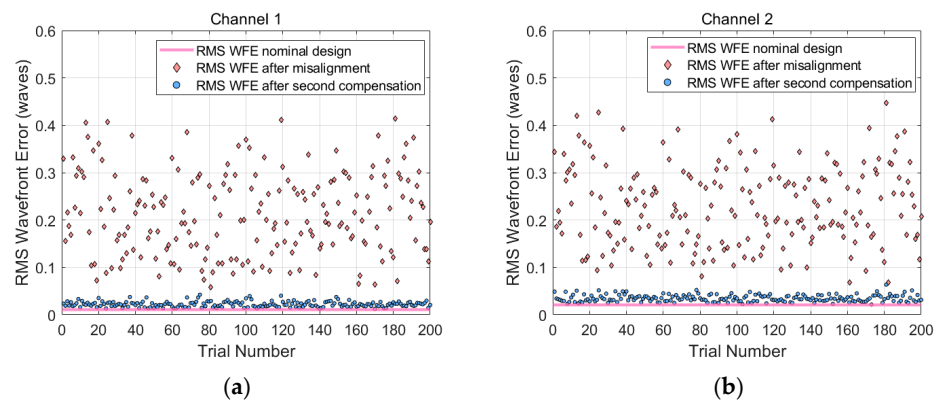 Channel 1
RMS Wavefront Error (waves)
0.6
0.5
0.4
0.3
0.2
0.1
0
RMS WFE nominal design
RMS WFE after misalignment
RMS WFE after second compensation
0 20 40 60 80 100 120 140 160 180 200
Trial Number
(a)
Channel 2
RMS Wavefront Error (waves)
0.6
0.5
0.4
0.3
0.2
0.1
0
RMS WFE nominal design
RMS WFE after misalignment
RMS WFE after second compensation
0 20 40 60 80 100 120 140 160 180 200
Trial Number
(b)